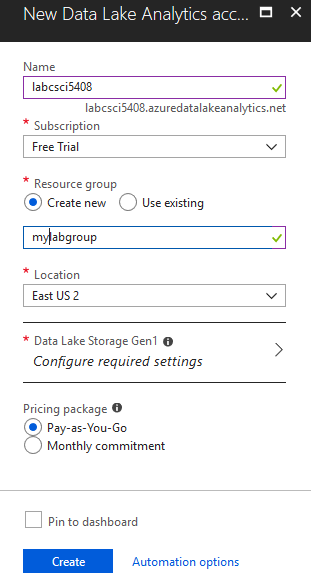 New Data Lake Analytics acc...
Name
labcsci5408
labcsci5408.azuredatalakeanalytics.net
* Subscription
Free Trial
* Resource group
Create new Use existing
mylabgroup
* Location
East US 2
* Data Lake Storage Gen1
Configure required settings
Pricing package
Pay-as-You-Go
Monthly commitment
Pin to dashboard
Create Automation options